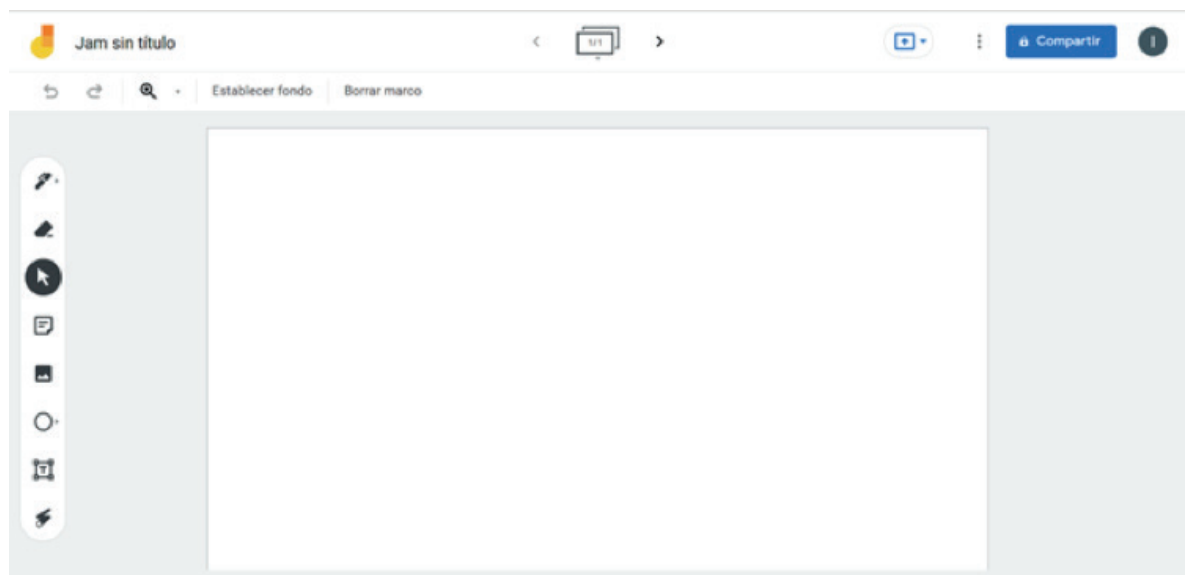 Jam sin título
1/1
Compartir
I
Establecer fondo
Borrar marco
T